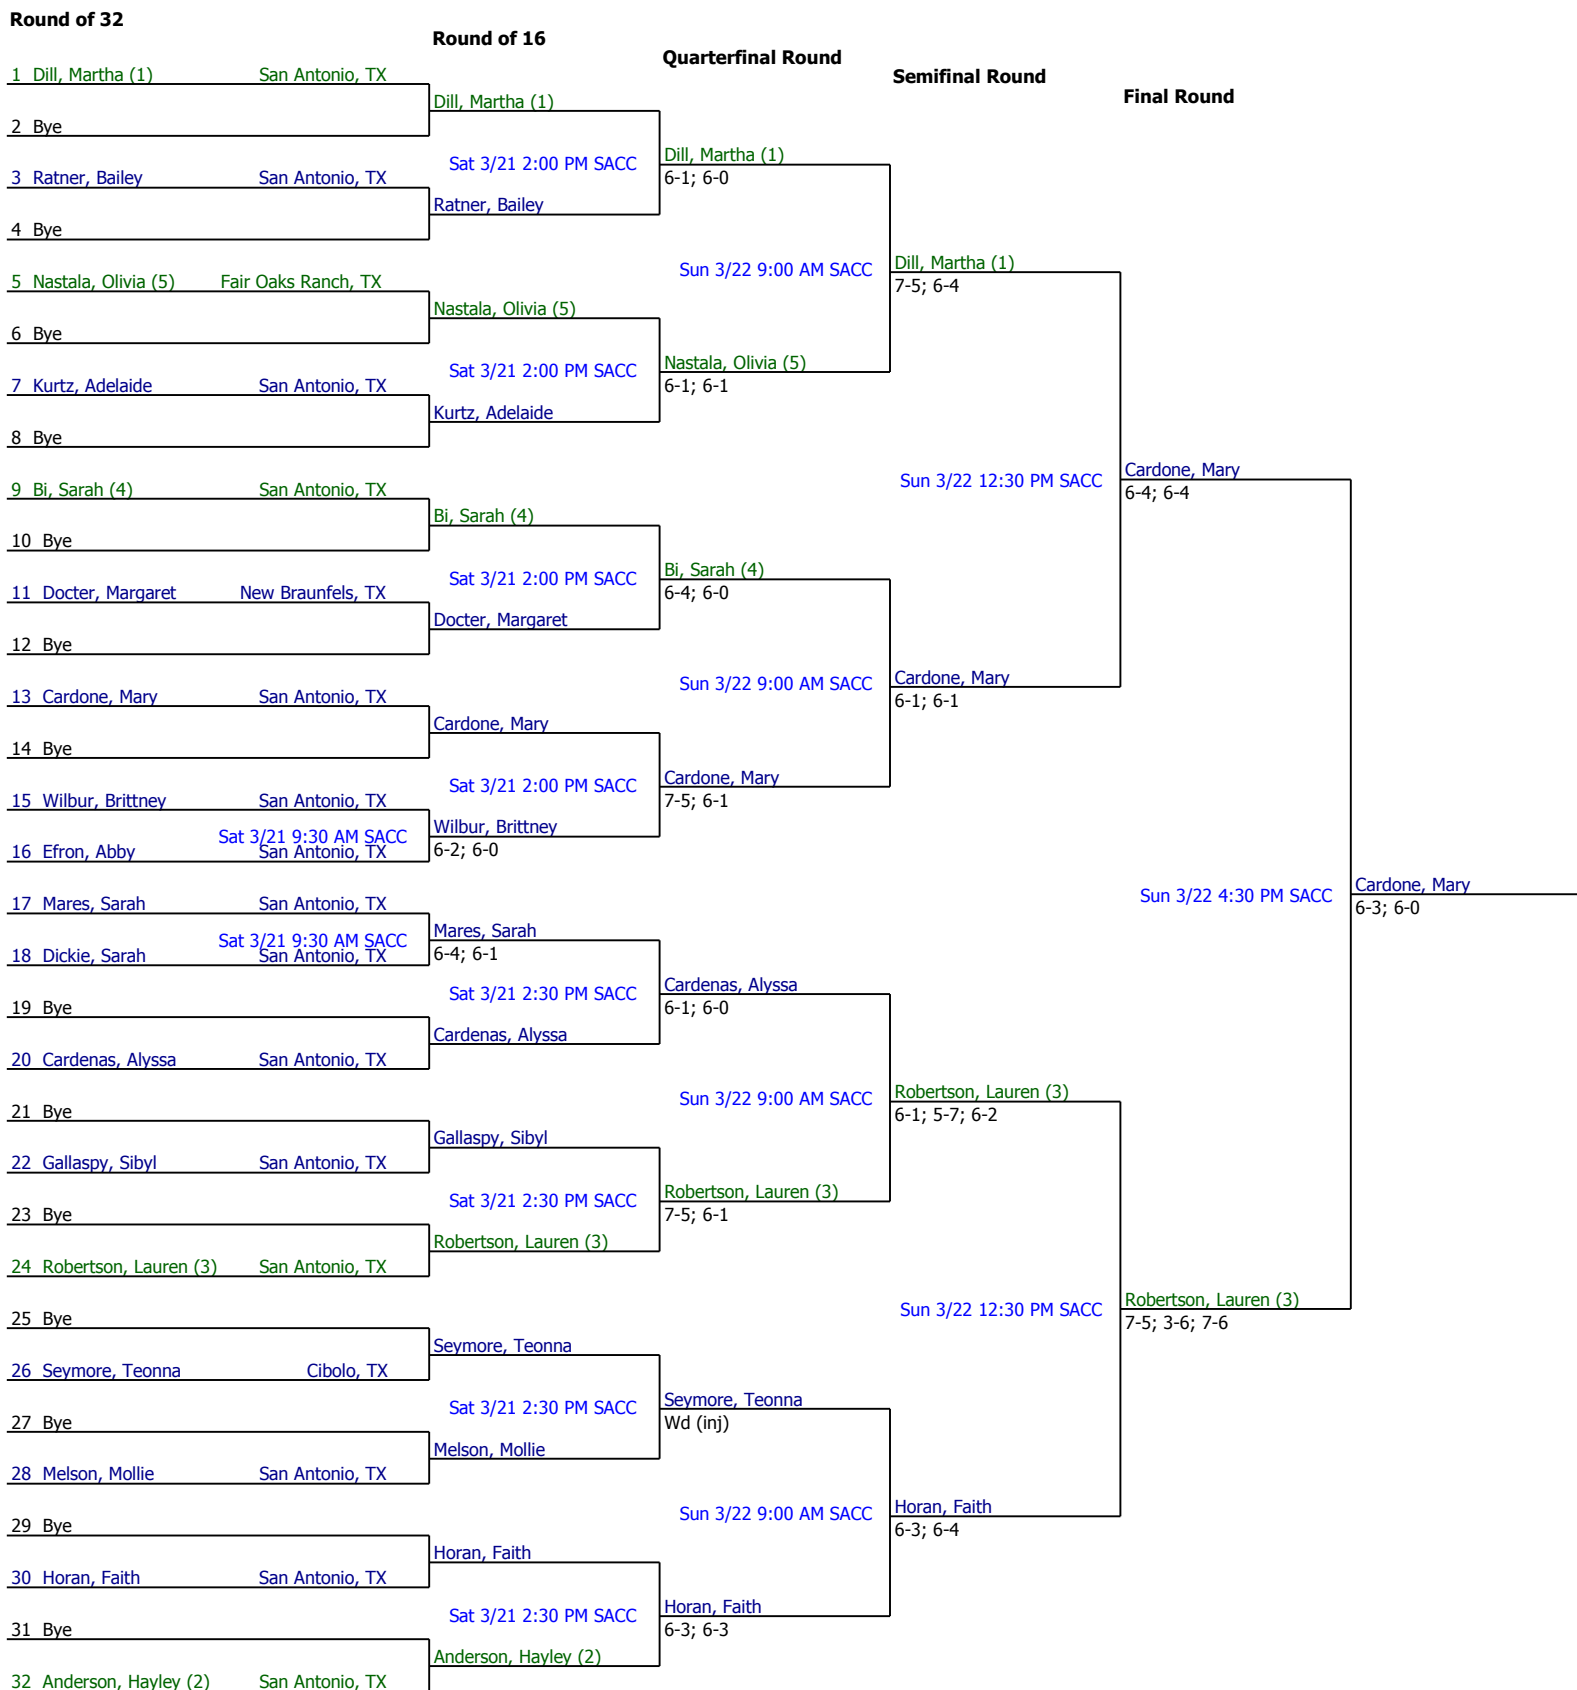 Round of 32
Round of 16
Quarterfinal Round
Semifinal Round
Final Round
1 Dill, Martha (1) San Antonio, TX
Dill, Martha (1)
2 Bye
Sat 3/21 2:00 PM SACC
Dill, Martha (1)
6-1; 6-0
3 Ratner, Bailey San Antonio, TX
Ratner, Bailey
4 Bye
Sun 3/22 9:00 AM SACC
Dill, Martha (1)
7-5; 6-4
5 Nastala, Olivia (5) Fair Oaks Ranch, TX
Nastala, Olivia (5)
6 Bye
Sat 3/21 2:00 PM SACC
Nastala, Olivia (5)
6-1; 6-1
7 Kurtz, Adelaide San Antonio, TX
Kurtz, Adelaide
8 Bye
Sun 3/22 12:30 PM SACC
Cardone, Mary
6-4; 6-4
9 Bi, Sarah (4) San Antonio, TX
Bi, Sarah (4)
10 Bye
Sat 3/21 2:00 PM SACC
Bi, Sarah (4)
6-4; 6-0
11 Docter, Margaret New Braunfels, TX
Docter, Margaret
12 Bye
Sun 3/22 9:00 AM SACC
Cardone, Mary
6-1; 6-1
13 Cardone, Mary San Antonio, TX
Cardone, Mary
14 Bye
Sat 3/21 2:00 PM SACC
Cardone, Mary
7-5; 6-1
15 Wilbur, Brittney San Antonio, TX
Sat 3/21 9:30 AM SACC
Wilbur, Brittney
6-2; 6-0
16 Efron, Abby San Antonio, TX
Sun 3/22 4:30 PM SACC
Cardone, Mary
6-3; 6-0
17 Mares, Sarah San Antonio, TX
Sat 3/21 9:30 AM SACC
Mares, Sarah
6-4; 6-1
18 Dickie, Sarah San Antonio, TX
Sat 3/21 2:30 PM SACC
Cardenas, Alyssa
6-1; 6-0
19 Bye
Cardenas, Alyssa
20 Cardenas, Alyssa San Antonio, TX
Sun 3/22 9:00 AM SACC
Robertson, Lauren (3)
6-1; 5-7; 6-2
21 Bye
Gallaspy, Sibyl
22 Gallaspy, Sibyl San Antonio, TX
Sat 3/21 2:30 PM SACC
Robertson, Lauren (3)
7-5; 6-1
23 Bye
Robertson, Lauren (3)
24 Robertson, Lauren (3) San Antonio, TX
Sun 3/22 12:30 PM SACC
Robertson, Lauren (3)
7-5; 3-6; 7-6
25 Bye
Seymore, Teonna
26 Seymore, Teonna Cibolo, TX
Sat 3/21 2:30 PM SACC
Seymore, Teonna
Wd (inj)
27 Bye
Melson, Mollie
28 Melson, Mollie San Antonio, TX
Sun 3/22 9:00 AM SACC
Horan, Faith
6-3; 6-4
29 Bye
Horan, Faith
30 Horan, Faith San Antonio, TX
Sat 3/21 2:30 PM SACC
Horan, Faith
6-3; 6-3
31 Bye
Anderson, Hayley (2)
32 Anderson, Hayley (2) San Antonio, TX